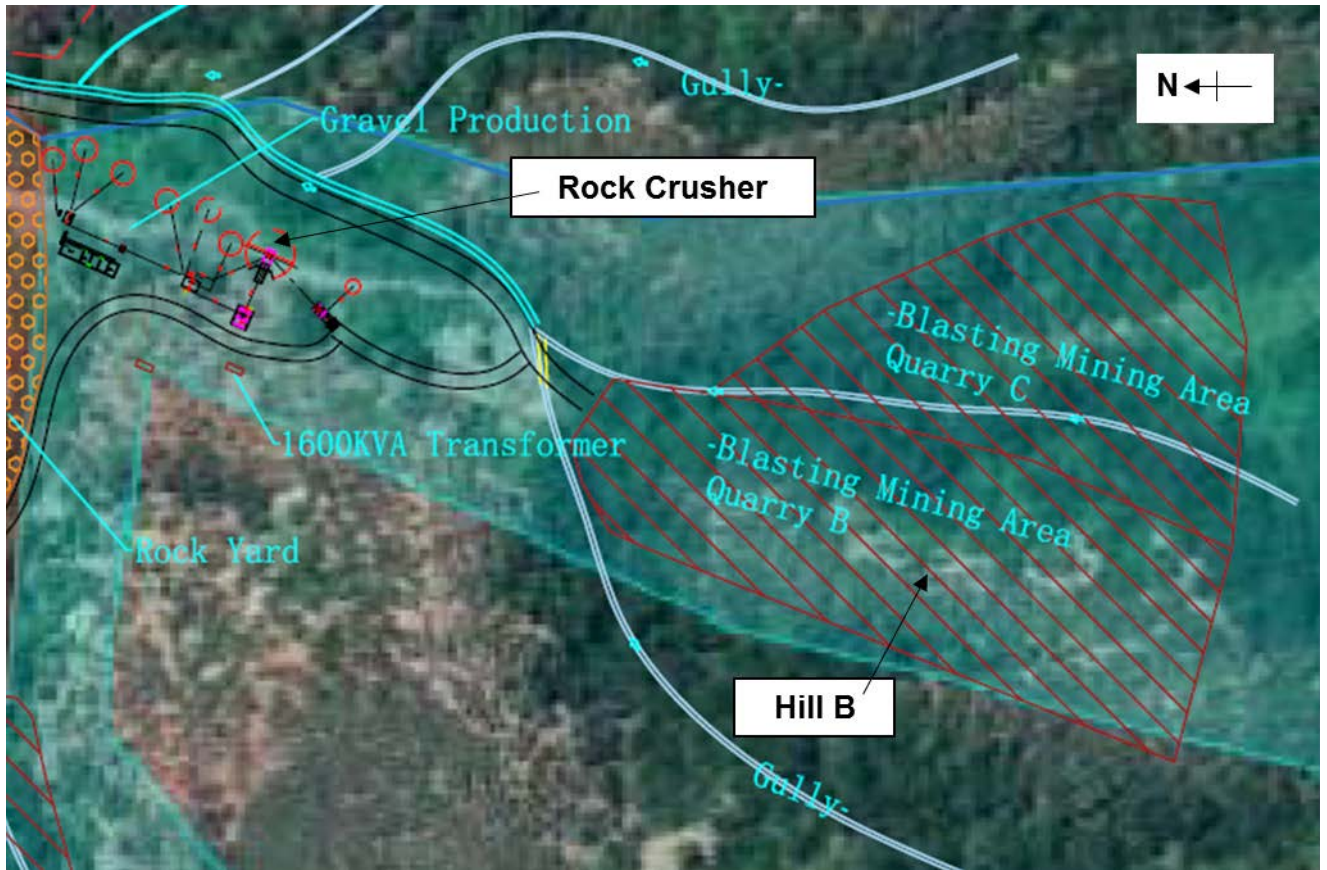 N
Gully-
Gravel Production
Rock Crusher
-Blasting Mining Area
Quarry C
1600KVA Transformer
-Blasting Mining Area
Quarry B
Rock Yard
Hill B
Gully-